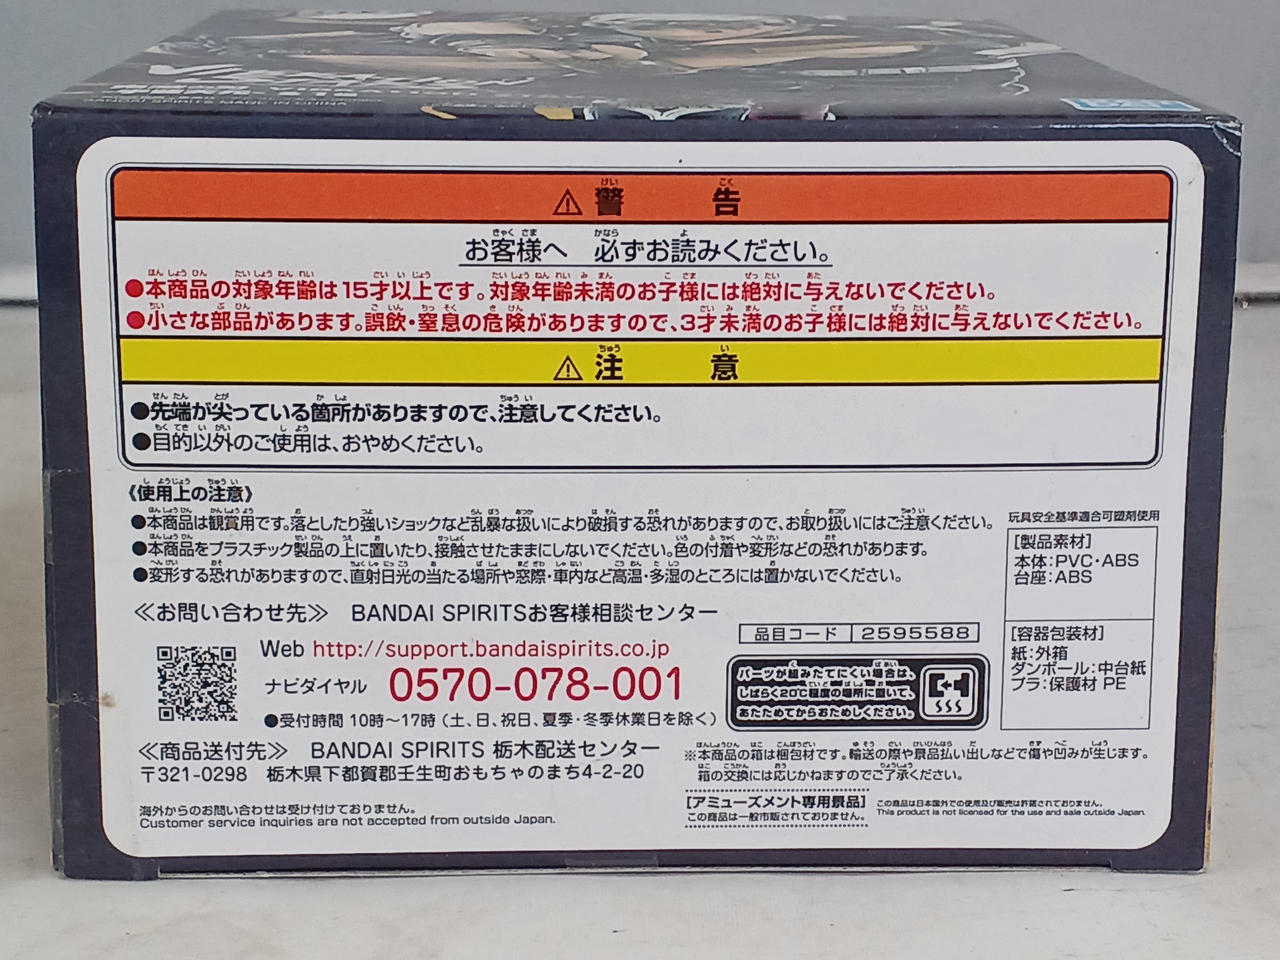 BANDAI SPIRITS MADE IN CHINA
⚠警告
お客様へ 必ずお読みください。
●本商品の対象年齢は15才以上です。対象年齢未満のお子様には絶対に与えないでください。
●小さな部品があります。誤飲・窒息の危険がありますので、3才未満のお子様には絶対に与えないでください。
⚠注意
●先端が尖っている箇所がありますので、注意してください。
●目的以外のご使用は、おやめください。
《使用上の注意》
●本商品は観賞用です。落としたり強いショックなど乱暴な扱いにより破損する恐れがありますので、お取り扱いにはご注意ください。
●本商品をプラスチック製品の上に置いたり、接触させたままにしないでください。色の付着や変形などの恐れがあります。
●変形する恐れがありますので、直射日光の当たる場所や窓際・車内など高温・多湿のところには置かないでください。
玩具安全基準適合可塑剤使用
[製品素材]
本体:PVC・ABS
台座:ABS
[容器包装材]
紙:外箱
ダンボール:中台紙
プラ:保護材 PE
≪お問い合わせ先≫ BANDAI SPIRITSお客様相談センター
Web http://support.bandaispirits.co.jp
ナビダイヤル 0570-078-001
●受付時間 10時〜17時(土、日、祝日、夏季・冬季休業日を除く)
品目コード 2595588
パーツが組みたてにくい場合は、
しばらく20℃程度の場所に置いて、
あたためてからおためしください。
≪商品送付先≫ BANDAI SPIRITS 栃木配送センター
〒321-0298 栃木県下都賀郡壬生町おもちゃのまち4-2-20
※本商品の箱は梱包材です。輸送の際や景品払い出しなどで傷や凹みが生じます。
箱の交換には応じかねますのでご了承ください。
海外からのお問い合わせは受け付けておりません。
Customer service inquiries are not accepted from outside Japan.
[アミューズメント専用景品]
この商品は一般市販されておりません。
この商品は日本国外での使用及び販売は許諾されておりません。
This product is not licensed for the use and sale outside Japan.